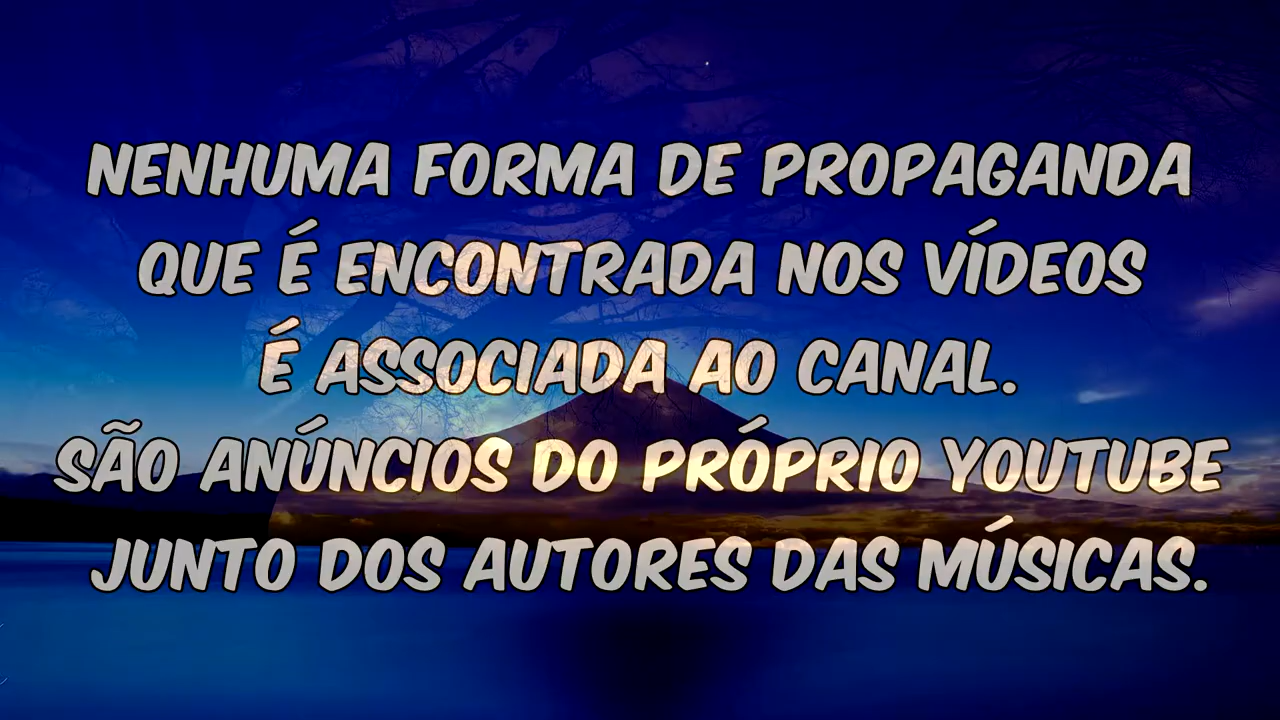 NENHUMA FORMA DE PROPAGANDA
QUE É ENCONTRADA NOS VÍDEOS
É ASSOCIADA AO CANAL.
SÃO ANÚNCIOS DO PRÓPRIO YOUTUBE
JUNTO DOS AUTORES DAS MÚSICAS.